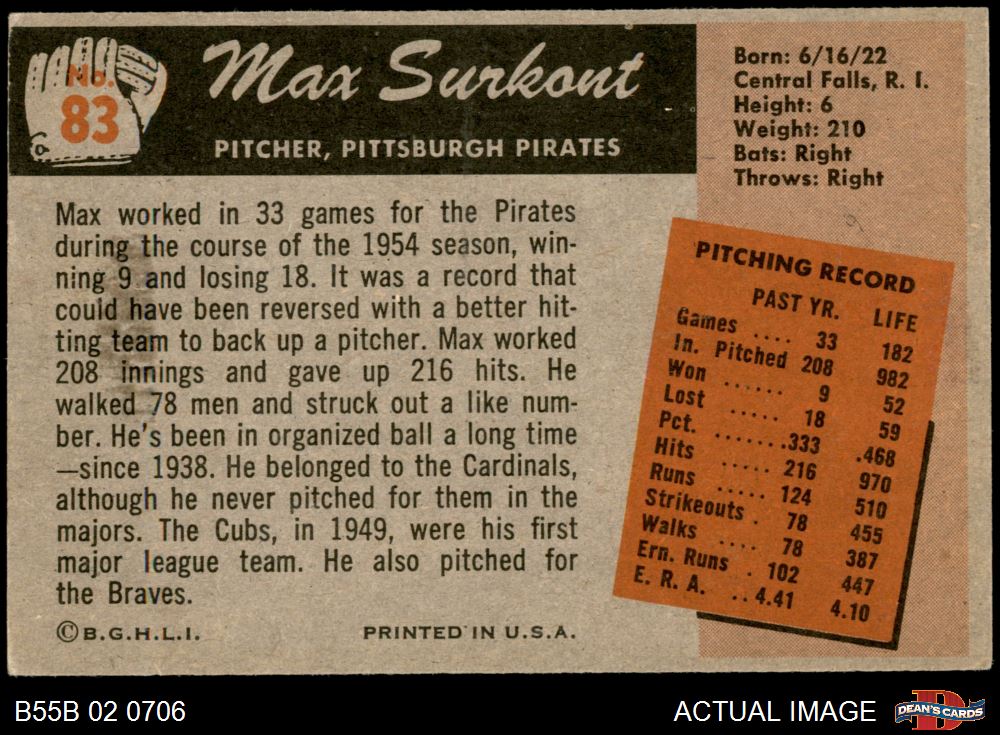 No.
83
Max Surkont
PITCHER, PITTSBURGH PIRATES
Born: 6/16/22
Central Falls, R. I.
Height: 6
Weight: 210
Bats: Right
Throws: Right
Max worked in 33 games for the Pirates
during the course of the 1954 season, win-
ning 9 and losing 18. It was a record that
could have been reversed with a better hit-
ting team to back up a pitcher. Max worked
208 innings and gave up 216 hits. He
walked 78 men and struck out a like num-
ber. He's been in organized ball a long time
—since 1938. He belonged to the Cardinals,
although he never pitched for them in the
majors. The Cubs, in 1949, were his first
major league team. He also pitched for
the Braves.
© B.G.H.L.I. PRINTED IN U.S.A.
PITCHING RECORD
PAST YR. LIFE
Games .... 33 182
In. Pitched 208 982
Won ...... 9 52
Lost ..... 18 59
Pct. .......333 .468
Hits ..... 216 970
Runs ..... 124 510
Strikeouts . 78 455
Walks .... 78 387
Ern. Runs . 102 447
E. R. A. ..4.41 4.10
B55B 02 0706
ACTUAL IMAGE
DEAN'S CARDS